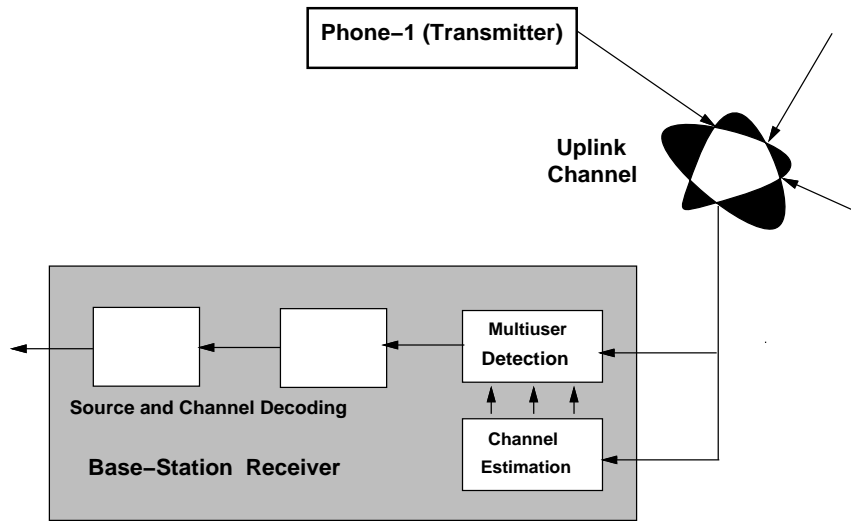 Phone−1 (Transmitter)
Uplink
Channel
Multiuser
Detection
Source and Channel Decoding
Channel
Estimation
Base−Station Receiver